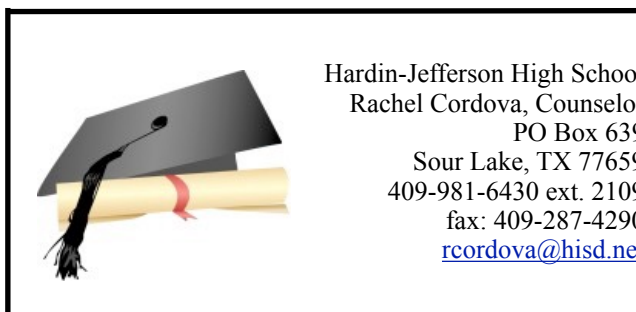 Hardin-Jefferson High Schoo
Rachel Cordova, Counselo
PO Box 639
Sour Lake, TX 77659
409-981-6430 ext. 2109
fax: 409-287-4290
rcordova@hisd.ne